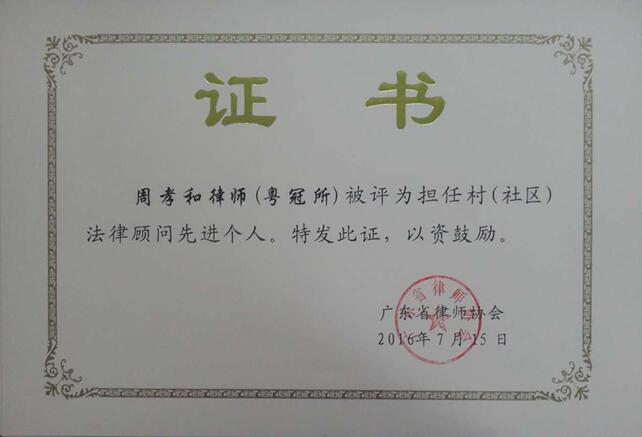 证书
周孝和律师(粤冠所)被评为担任村(社区)
法律顾问先进个人。特发此证，以资鼓励。
广东省律师协会
2016年7月15日